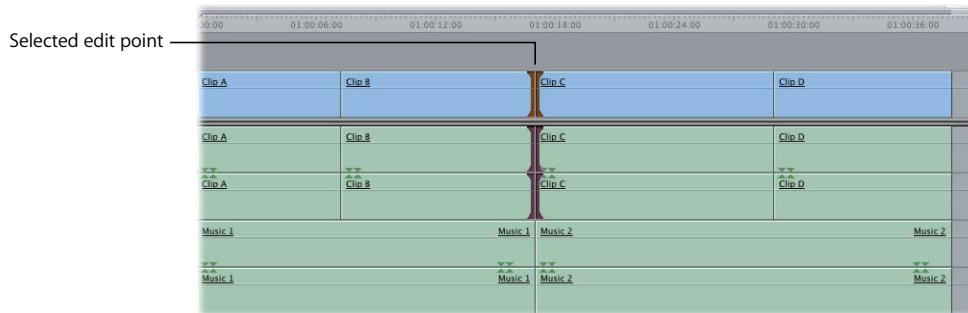 00:00 01:00:06:00 01:00:12:00 01:00:18:00 01:00:24:00 01:00:30:00 01:00:36:00
Selected edit point
Clip A Clip B Clip C Clip D
Clip A Clip B Clip C Clip D
Clip A Clip B Clip C Clip D
Music 1 Music 1 Music 2 Music 2
Music 1 Music 1 Music 2 Music 2